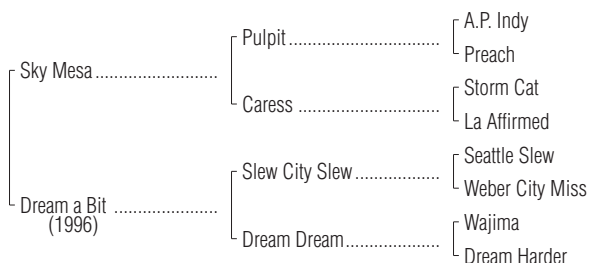 A.P. Indy
Pulpit..................................
Preach
Sky Mesa ..........................
Storm Cat
Caress ...............................
La Affirmed
Seattle Slew
Slew City Slew...................
Weber City Miss
Dream a Bit .......................
(1996)
Wajima
Dream Dream.....................
Dream Harder